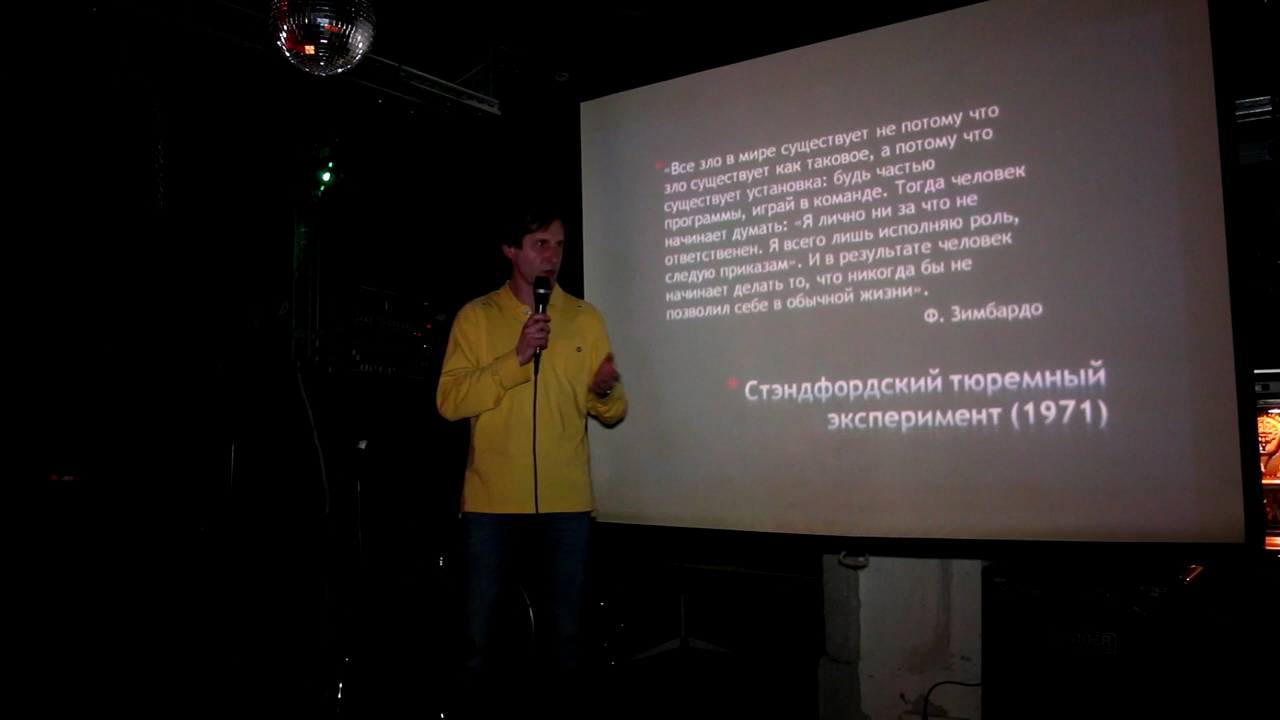 * «Все зло в мире существует не потому что
зло существует как таковое, а потому что
существует установка: будь частью
программы, играй в команде. Тогда человек
начинает думать: «Я лично ни за что не
ответственен. Я всего лишь исполняю роль,
следую приказам». И в результате человек
начинает делать то, что никогда бы не
позволил себе в обычной жизни».
Ф. Зимбардо
* Стэндфордский тюремный
эксперимент (1971)